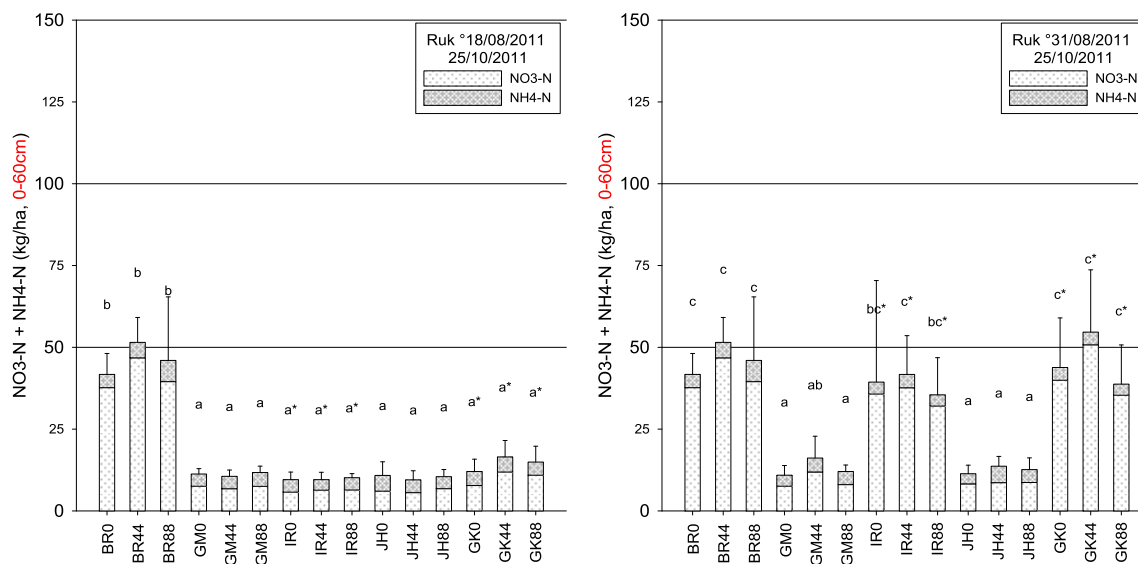 NO3-N + NH4-N (kg/ha, 0-60cm)
150
125
100
75
50
25
0
Ruk °18/08/2011
25/10/2011
NO3-N
NH4-N
b
b
b
a
a
a
a*
a*
a*
a
a
a
a*
a*
a*
BR0
BR44
BR88
GM0
GM44
GM88
IR0
IR44
IR88
JH0
JH44
JH88
GK0
GK44
GK88
NO3-N + NH4-N (kg/ha, 0-60cm)
150
125
100
75
50
25
0
Ruk °31/08/2011
25/10/2011
NO3-N
NH4-N
c
c
c
a
ab
a
bc*
c*
bc*
a
a
a
c*
c*
c*
BR0
BR44
BR88
GM0
GM44
GM88
IR0
IR44
IR88
JH0
JH44
JH88
GK0
GK44
GK88